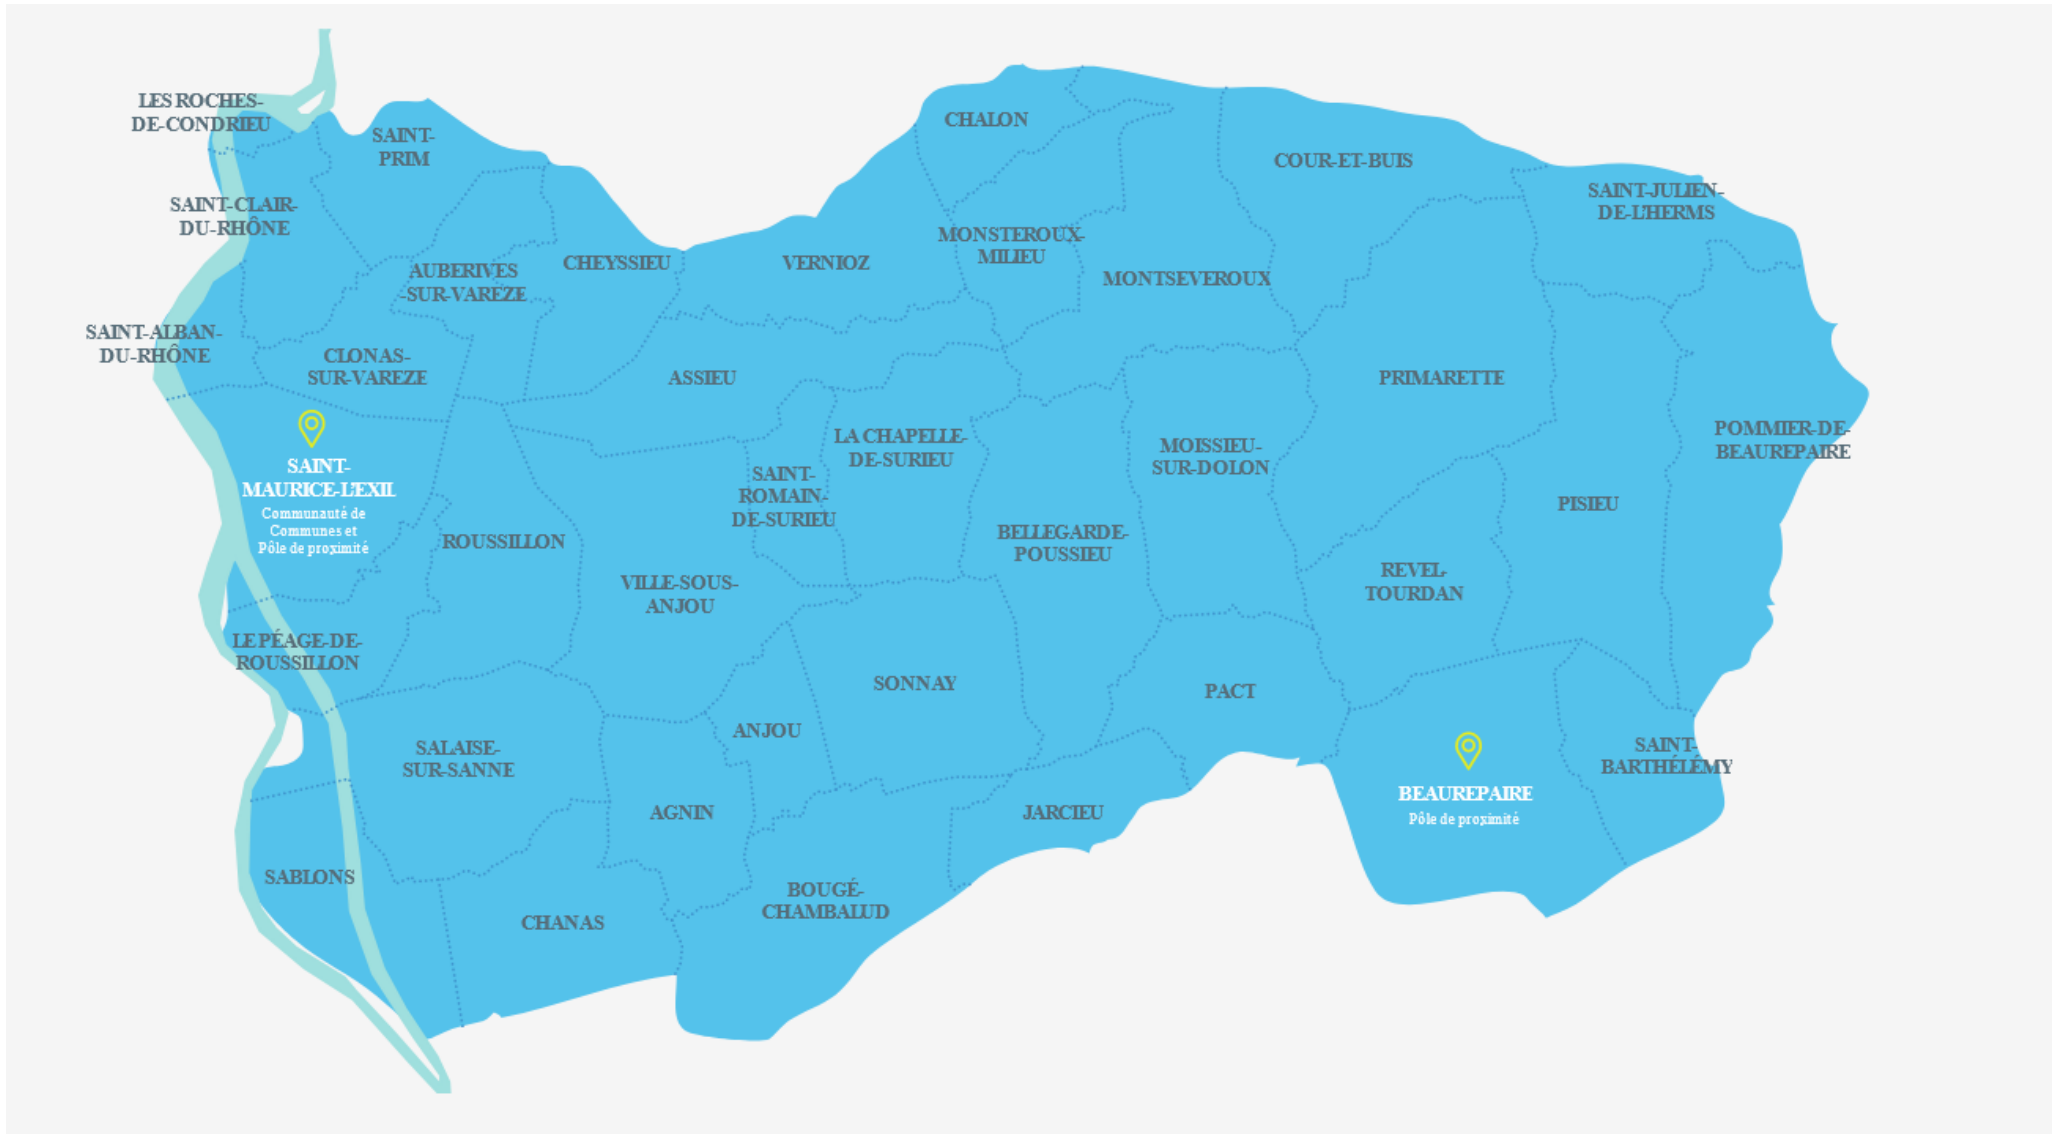 LES ROCHES-
DE-CONDRIEU
SAINT-
PRIM
CHALON
COUR-ET-BUIS
SAINT-JULIEN-
DE-L'HERMS
SAINT-CLAIR-
DU-RHÔNE
AUBERIVES
-SUR-VAREZE
CHEYSSIEU
VERNIOZ
MONSTEROUX-
MILIEU
MONTSEVEROUX
SAINT-ALBAN-
DU-RHÔNE
CLONAS-
SUR-VAREZE
ASSIEU
PRIMARETTE
LA CHAPELLE-
DE-SURIEU
MOISSIEU-
SUR-DOLON
POMMIER-DE-
BEAUREPAIRE
SAINT-
MAURICE-L'EXIL
Communauté de
Communes et
Pôle de proximité
SAINT-
ROMAIN-
DE-SURIEU
PISIEU
ROUSSILLON
BELLEGARDE-
POUSSIEU
VILLE-SOUS-
ANJOU
REVEL-
TOURDAN
LE PÉAGE-DE-
ROUSSILLON
SONNAY
PACT
ANJOU
SALAISE-
SUR-SANNE
SAINT-
BARTHÉLÉMY
BEAUREPAIRE
Pôle de proximité
AGNIN
JARCIEU
SABLONS
BOUGÉ-
CHAMBALUD
CHANAS